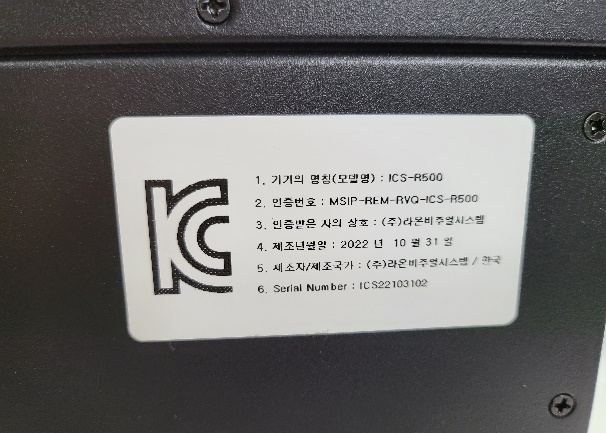 KC
1. 기기의 명칭(모델명) : ICS-R500
2. 인증번호 : MSIP-REM-RVQ-ICS-R500
3. 인증받은 자의 상호 : (주)라온비주얼시스템
4. 제조년월일 : 2022 년 10 월 31 일
5. 제조자/제조국가 : (주)라온비주얼시스템 / 한국
6. Serial Number : ICS22103102